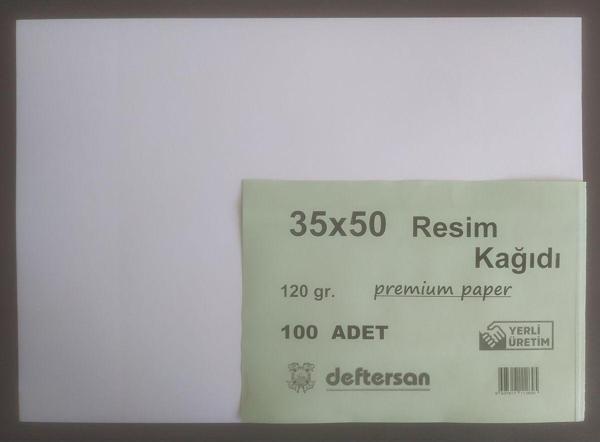 35x50 Resim
Kağıdı
120 gr. premium paper
100 ADET
YERLİ
ÜRETİM
deftersan